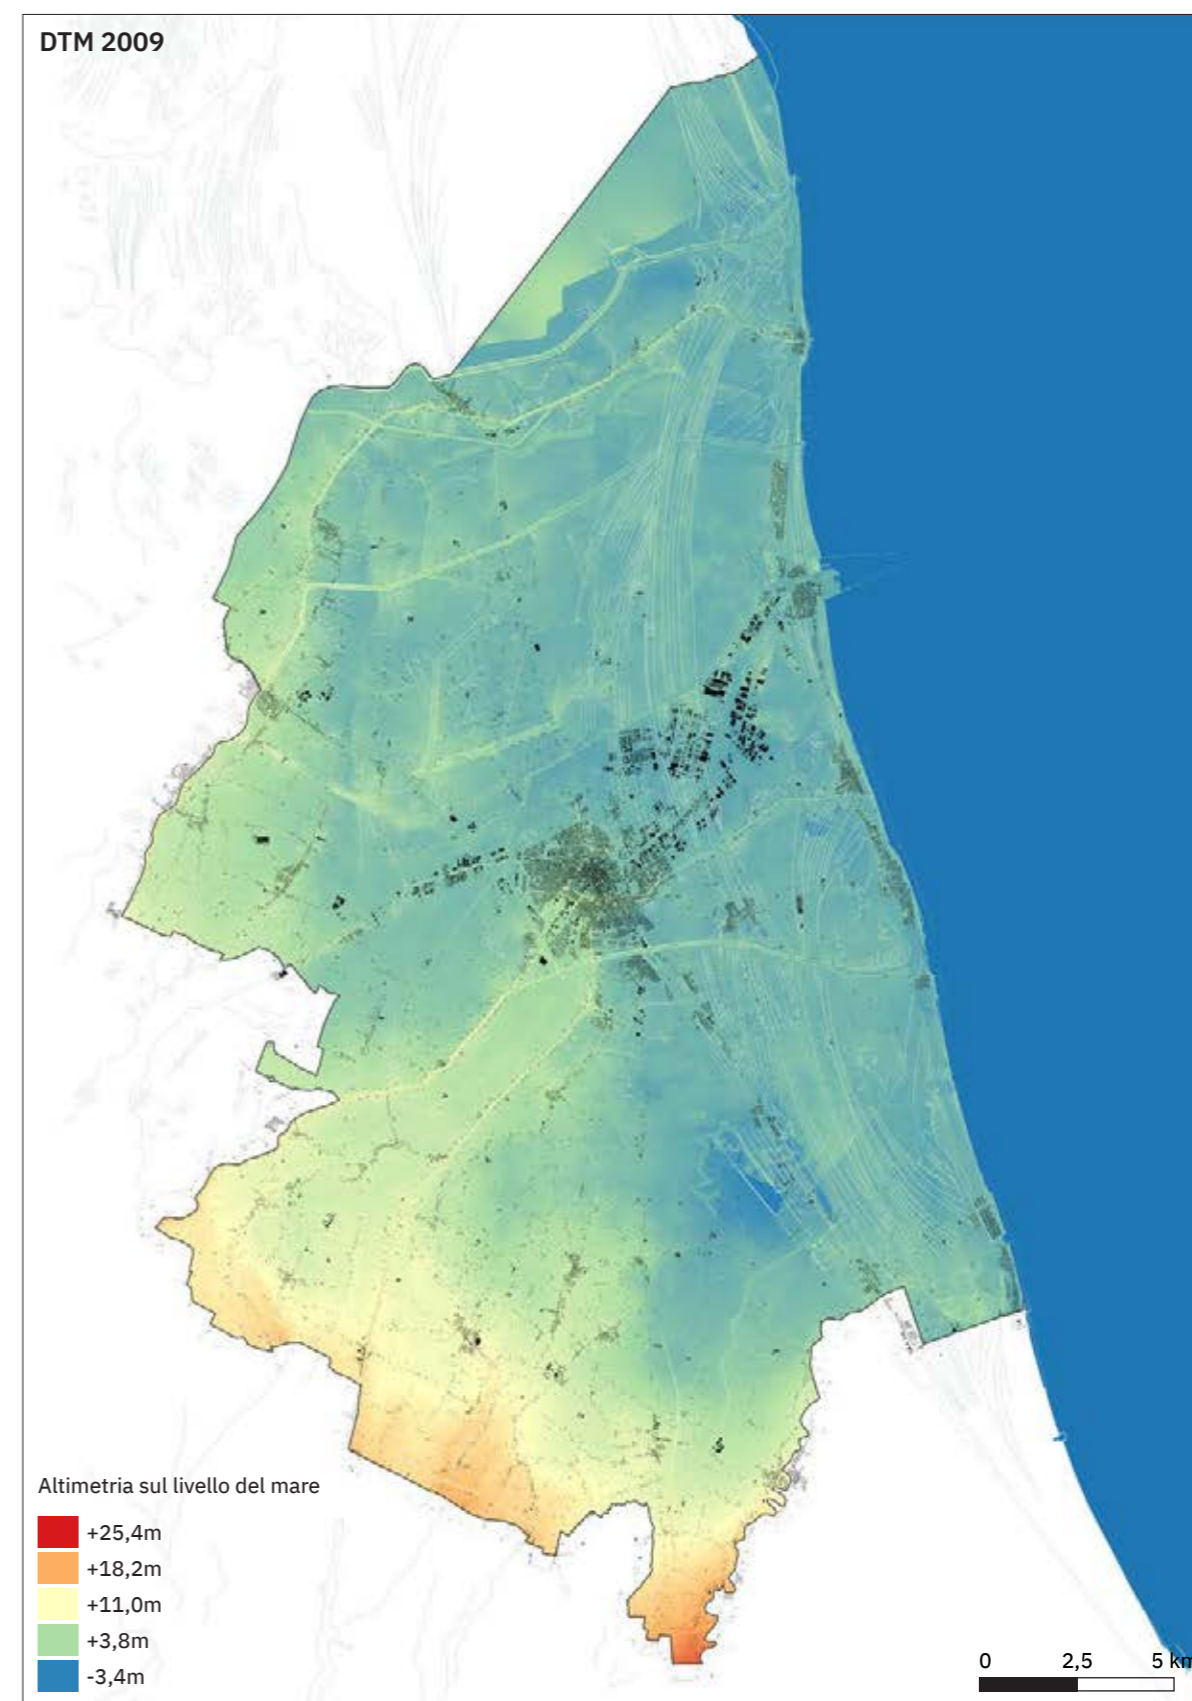 DTM 2009
Altimetria sul livello del mare
+25,4m
+18,2m
+11,0m
+3,8m
-3,4m
0 2,5 5 km